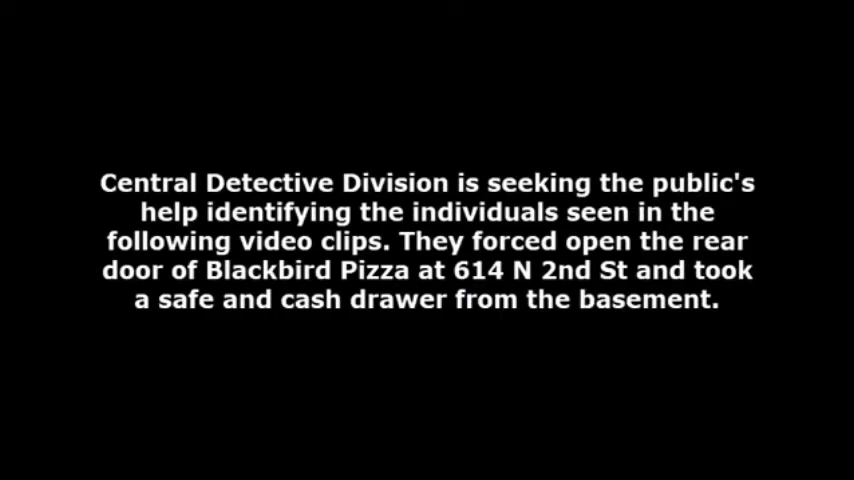 Central Detective Division is seeking the public's
help identifying the individuals seen in the
following video clips. They forced open the rear
door of Blackbird Pizza at 614 N 2nd St and took
a safe and cash drawer from the basement.